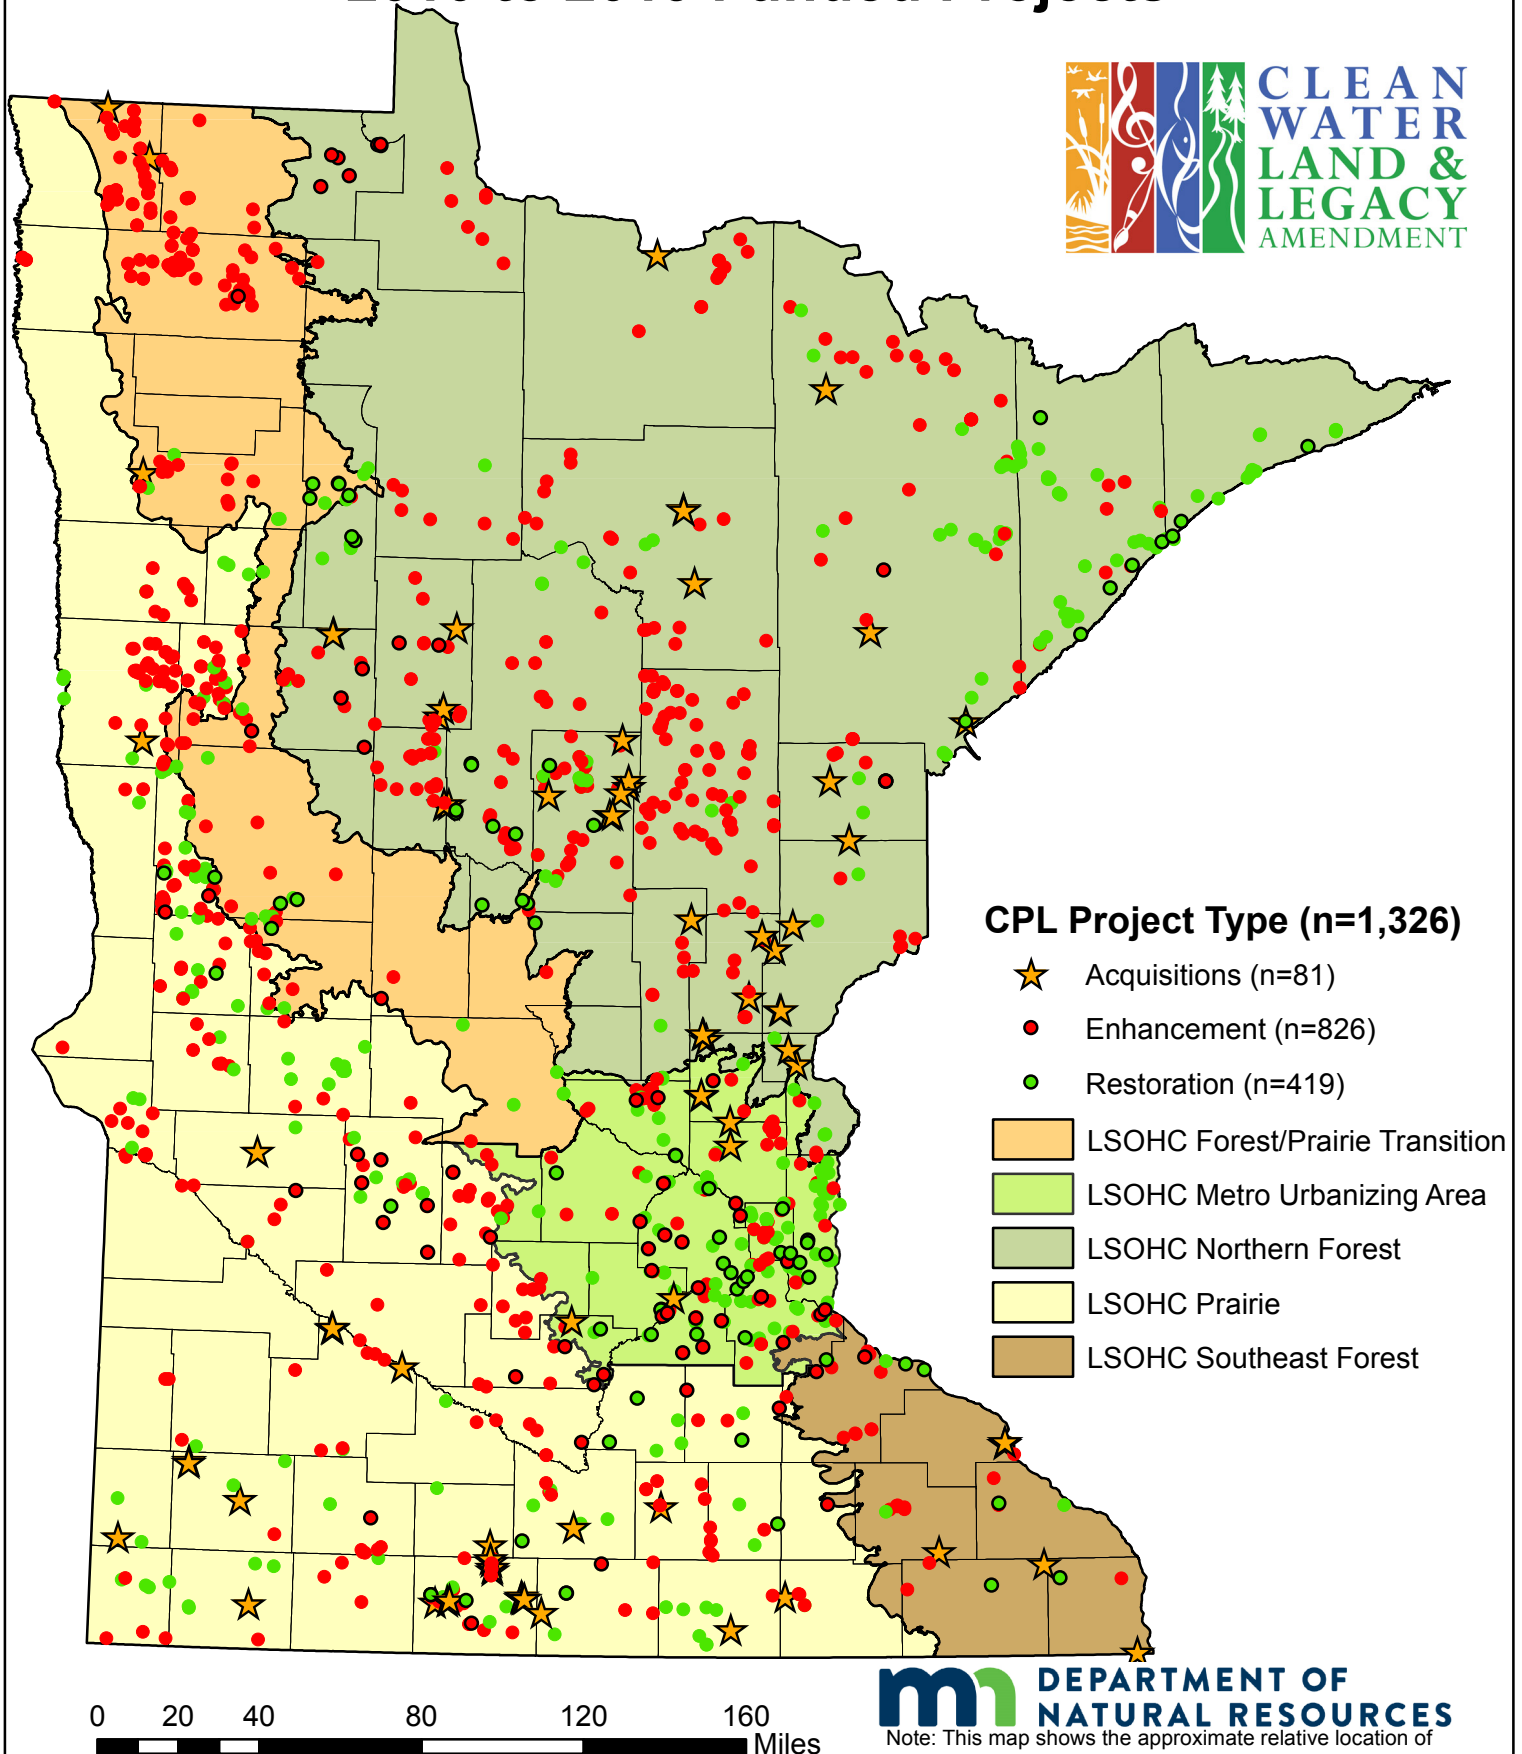 CLEAN
WATER
LAND &
LEGACY
AMENDMENT
CPL Project Type (n=1,326)
Acquisitions (n=81)
Enhancement (n=826)
Restoration (n=419)
LSOHC Forest/Prairie Transition
LSOHC Metro Urbanizing Area
LSOHC Northern Forest
LSOHC Prairie
LSOHC Southeast Forest
mn DEPARTMENT OF
NATURAL RESOURCES
0 20 40 80 120 160
Miles
Note: This map shows the approximate relative location of